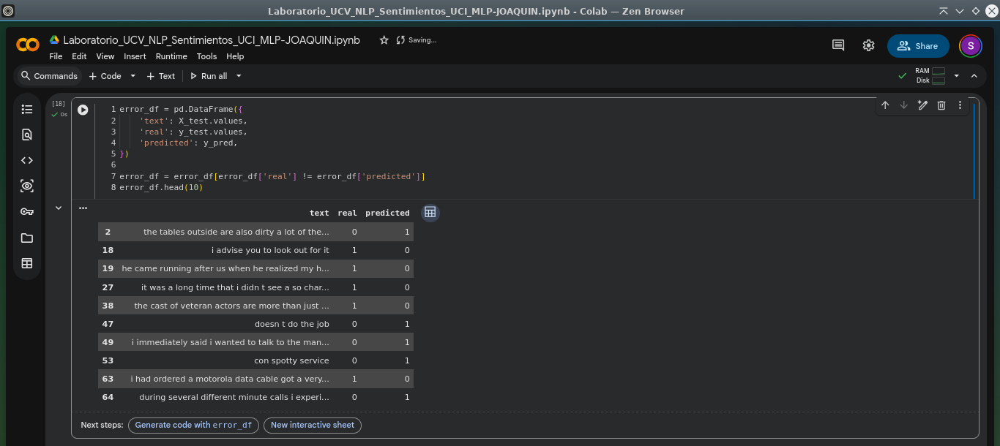 Laboratorio_UCV_NLP_Sentimientos_UCI_MLP-JOAQUIN.ipynb - Colab — Zen Browser
Laboratorio_UCV_NLP_Sentimientos_UCI_MLP-JOAQUIN.ipynb
Saving...
File Edit View Insert Runtime Tools Help
Share
S
Commands + Code + Text Run all
RAM
Disk
[18]
0s
1 error_df = pd.DataFrame({
2     'text': X_test.values,
3     'real': y_test.values,
4     'predicted': y_pred,
5 })
6
7 error_df = error_df[error_df['real'] != error_df['predicted']]
8 error_df.head(10)
text real predicted
2 the tables outside are also dirty a lot of the... 0 1
18 i advise you to look out for it 1 0
19 he came running after us when he realized my h... 1 0
27 it was a long time that i didn t see a so char... 1 0
38 the cast of veteran actors are more than just ... 1 0
47 doesn t do the job 0 1
49 i immediately said i wanted to talk to the man... 0 1
53 con spotty service 0 1
63 i had ordered a motorola data cable got a very... 1 0
64 during several different minute calls i experi... 0 1
Next steps: Generate code with error_df New interactive sheet